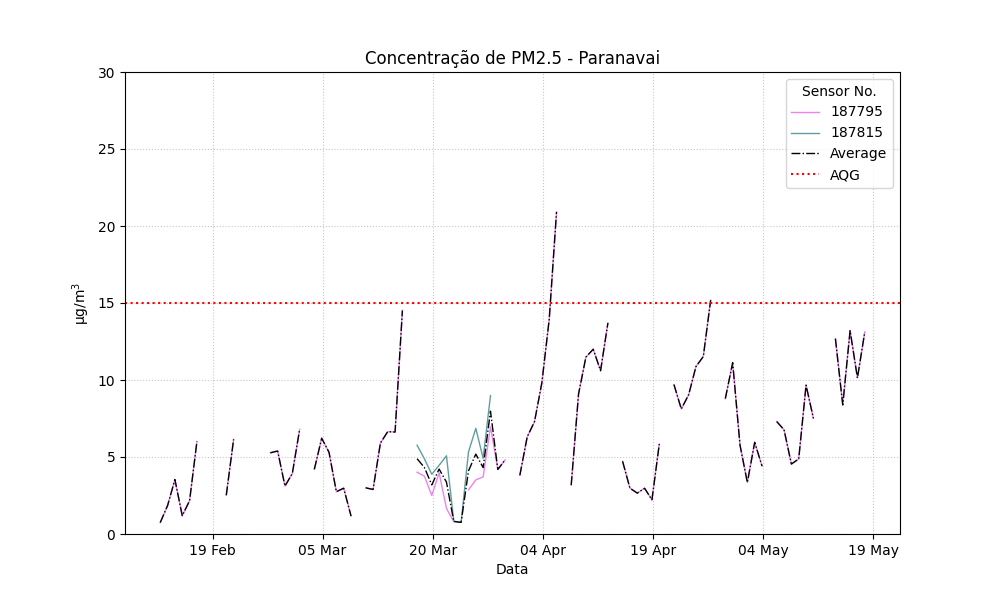 Concentração de PM2.5 - Paranavai
30
25
20
15
10
5
0
µg/m³
Sensor No.
187795
187815
Average
AQG
19 Feb
05 Mar
20 Mar
04 Apr
19 Apr
04 May
19 May
Data